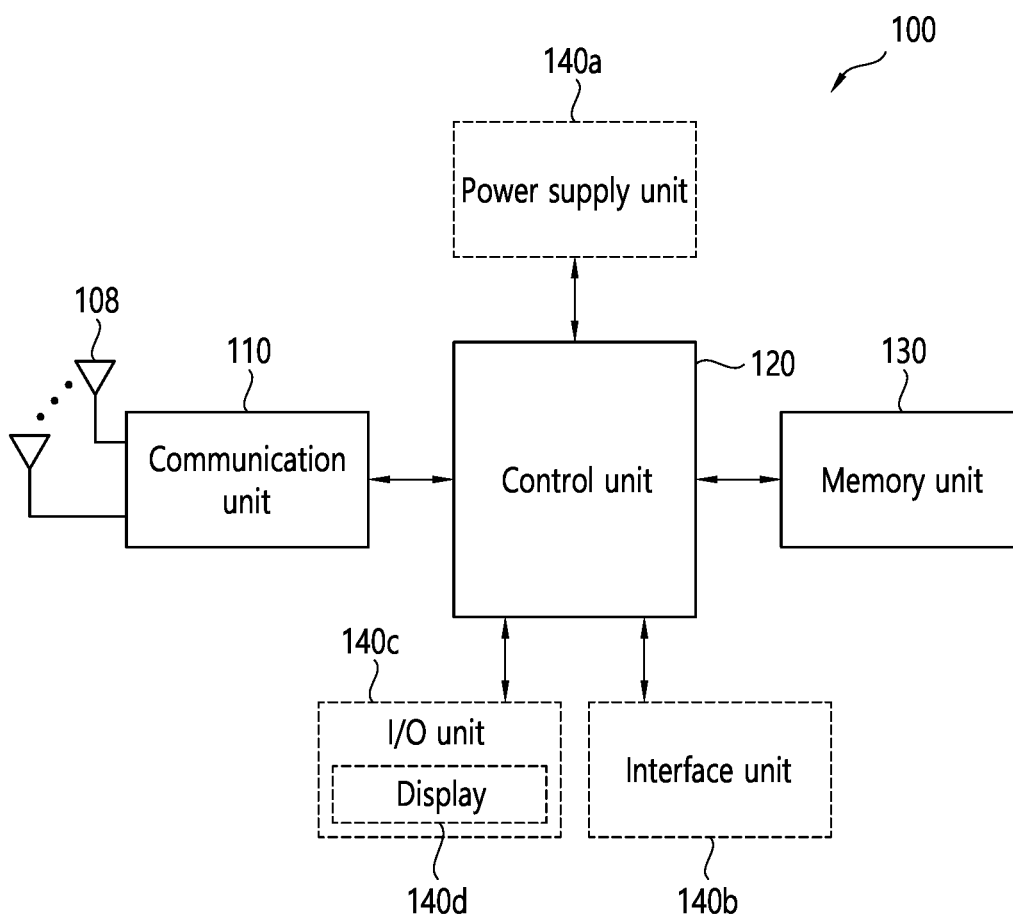 100
140a
Power supply unit
108
110
120
130
Communication
unit
Control unit
Memory unit
140c
I/O unit
Display
Interface unit
140d
140b